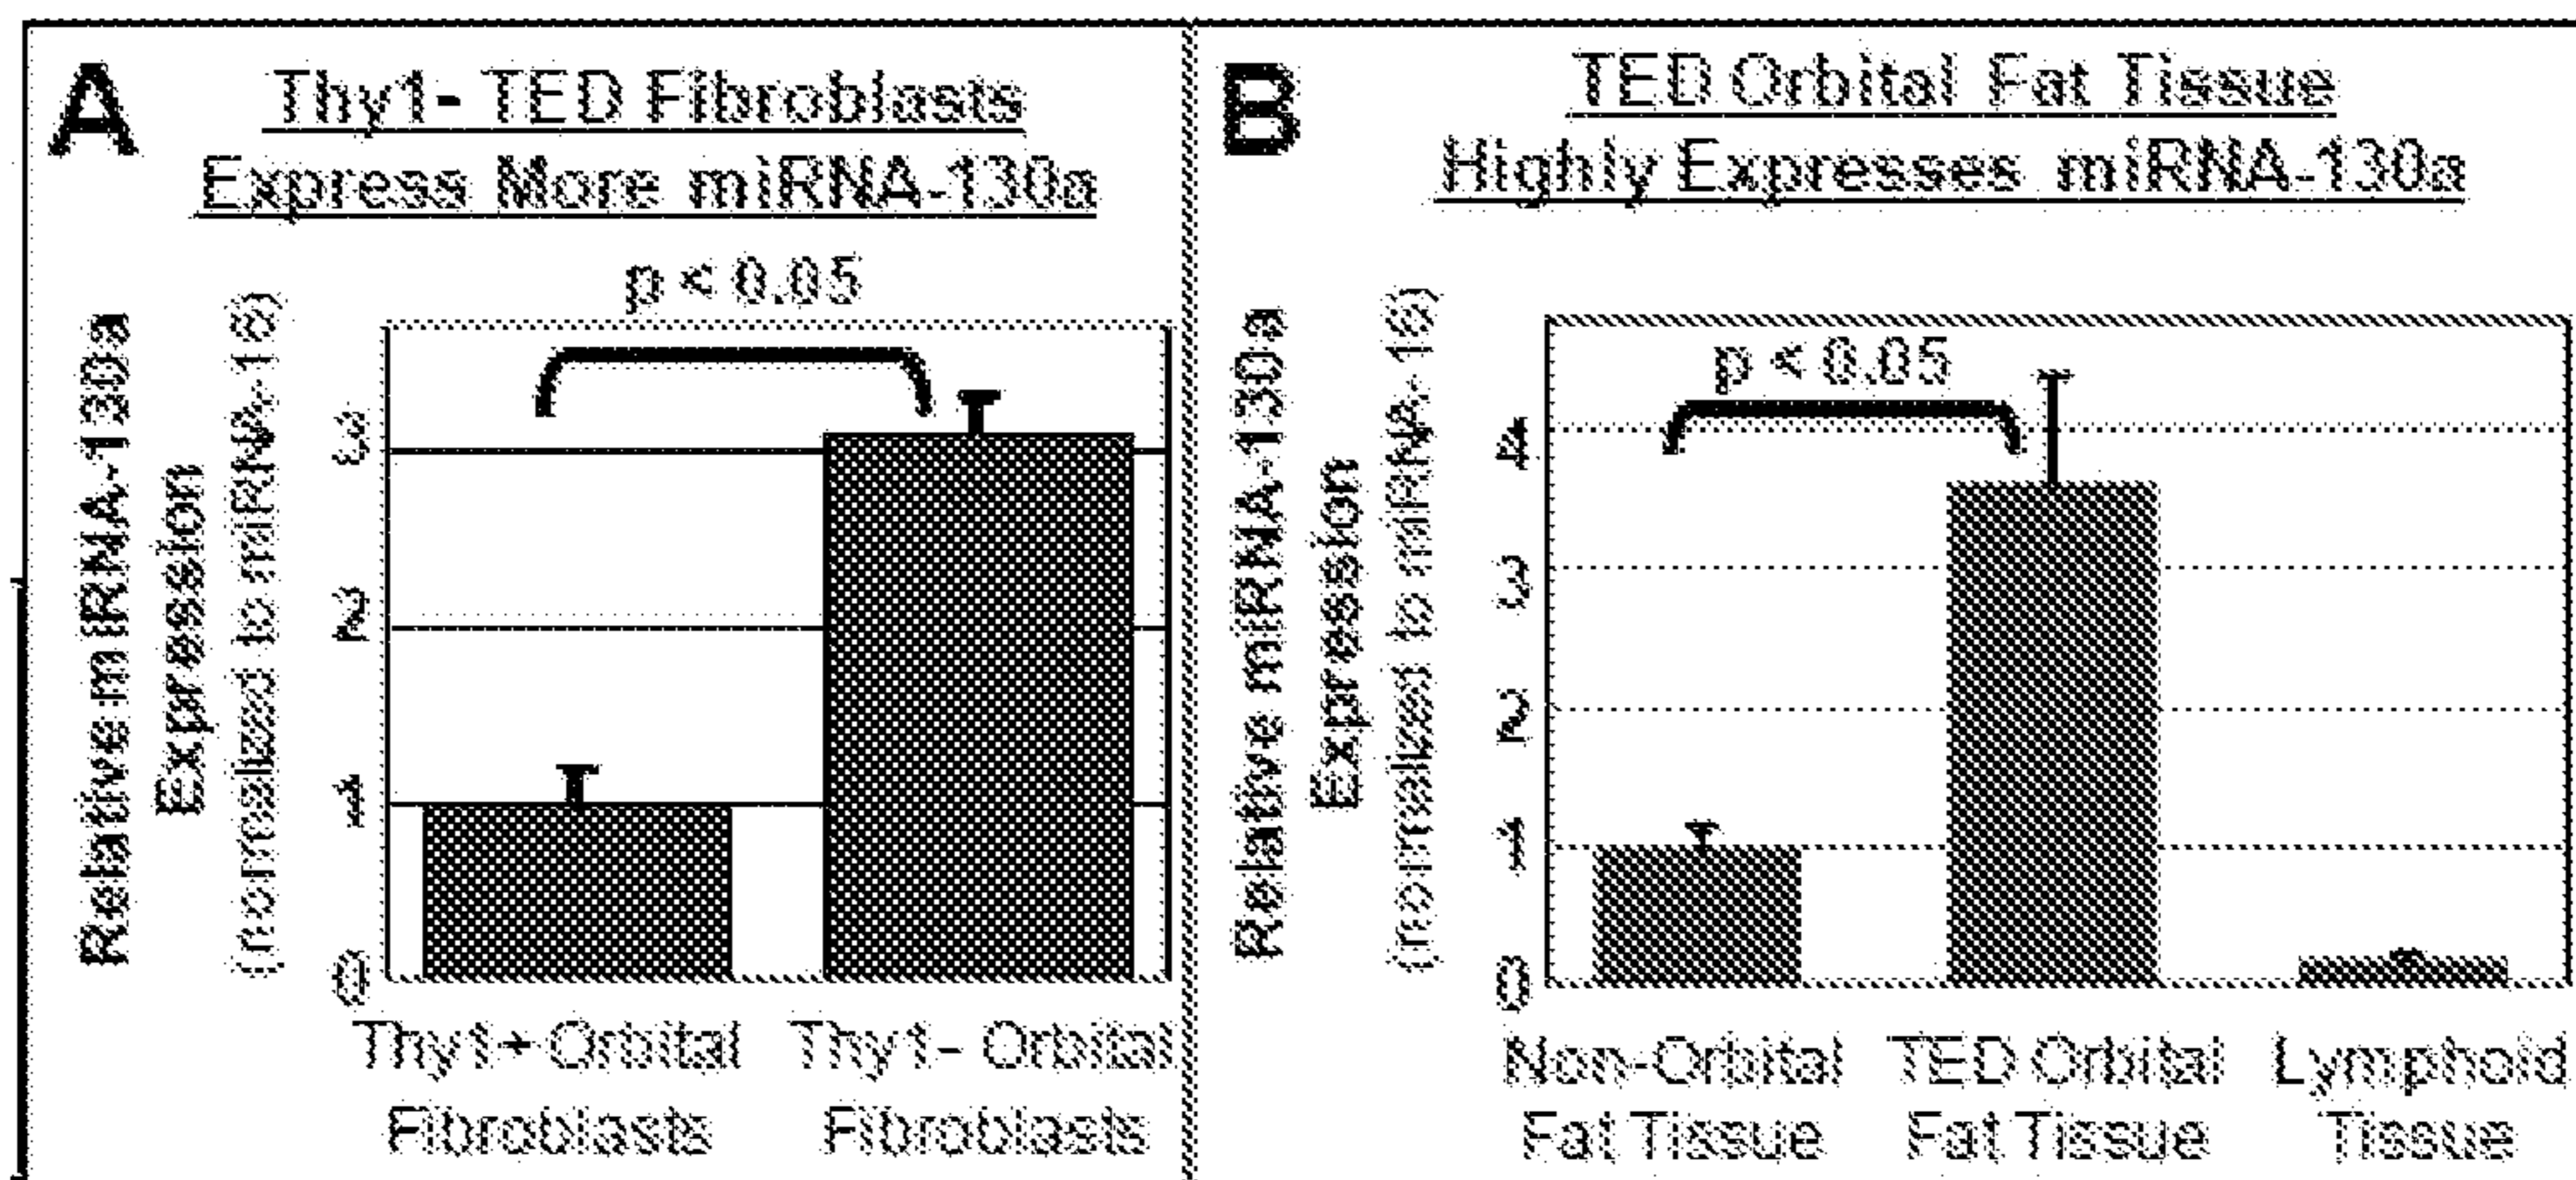 A
Thy1- TED Fibroblasts
Express More miRNA-130a
p < 0.05
Relative miRNA-130a
Expression
(normalized to miRNA-16)
3
2
1
0
Thy1+ Orbital
Fibroblasts
Thy1- Orbital
Fibroblasts
B
TED Orbital Fat Tissue
Highly Expresses miRNA-130a
p < 0.05
Relative miRNA-130a
Expression
(normalized to miRNA-16)
4
3
2
1
0
Non-Orbital
Fat Tissue
TED Orbital
Fat Tissue
Lymphoid
Tissue